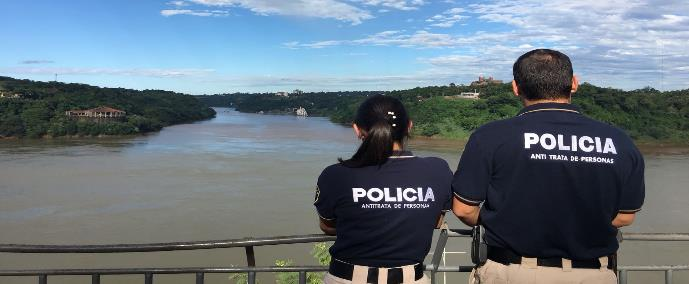 POLICIA
ANTITRATA DE PERSONAS
POLICIA
ANTI TRATA DE PERSONAS